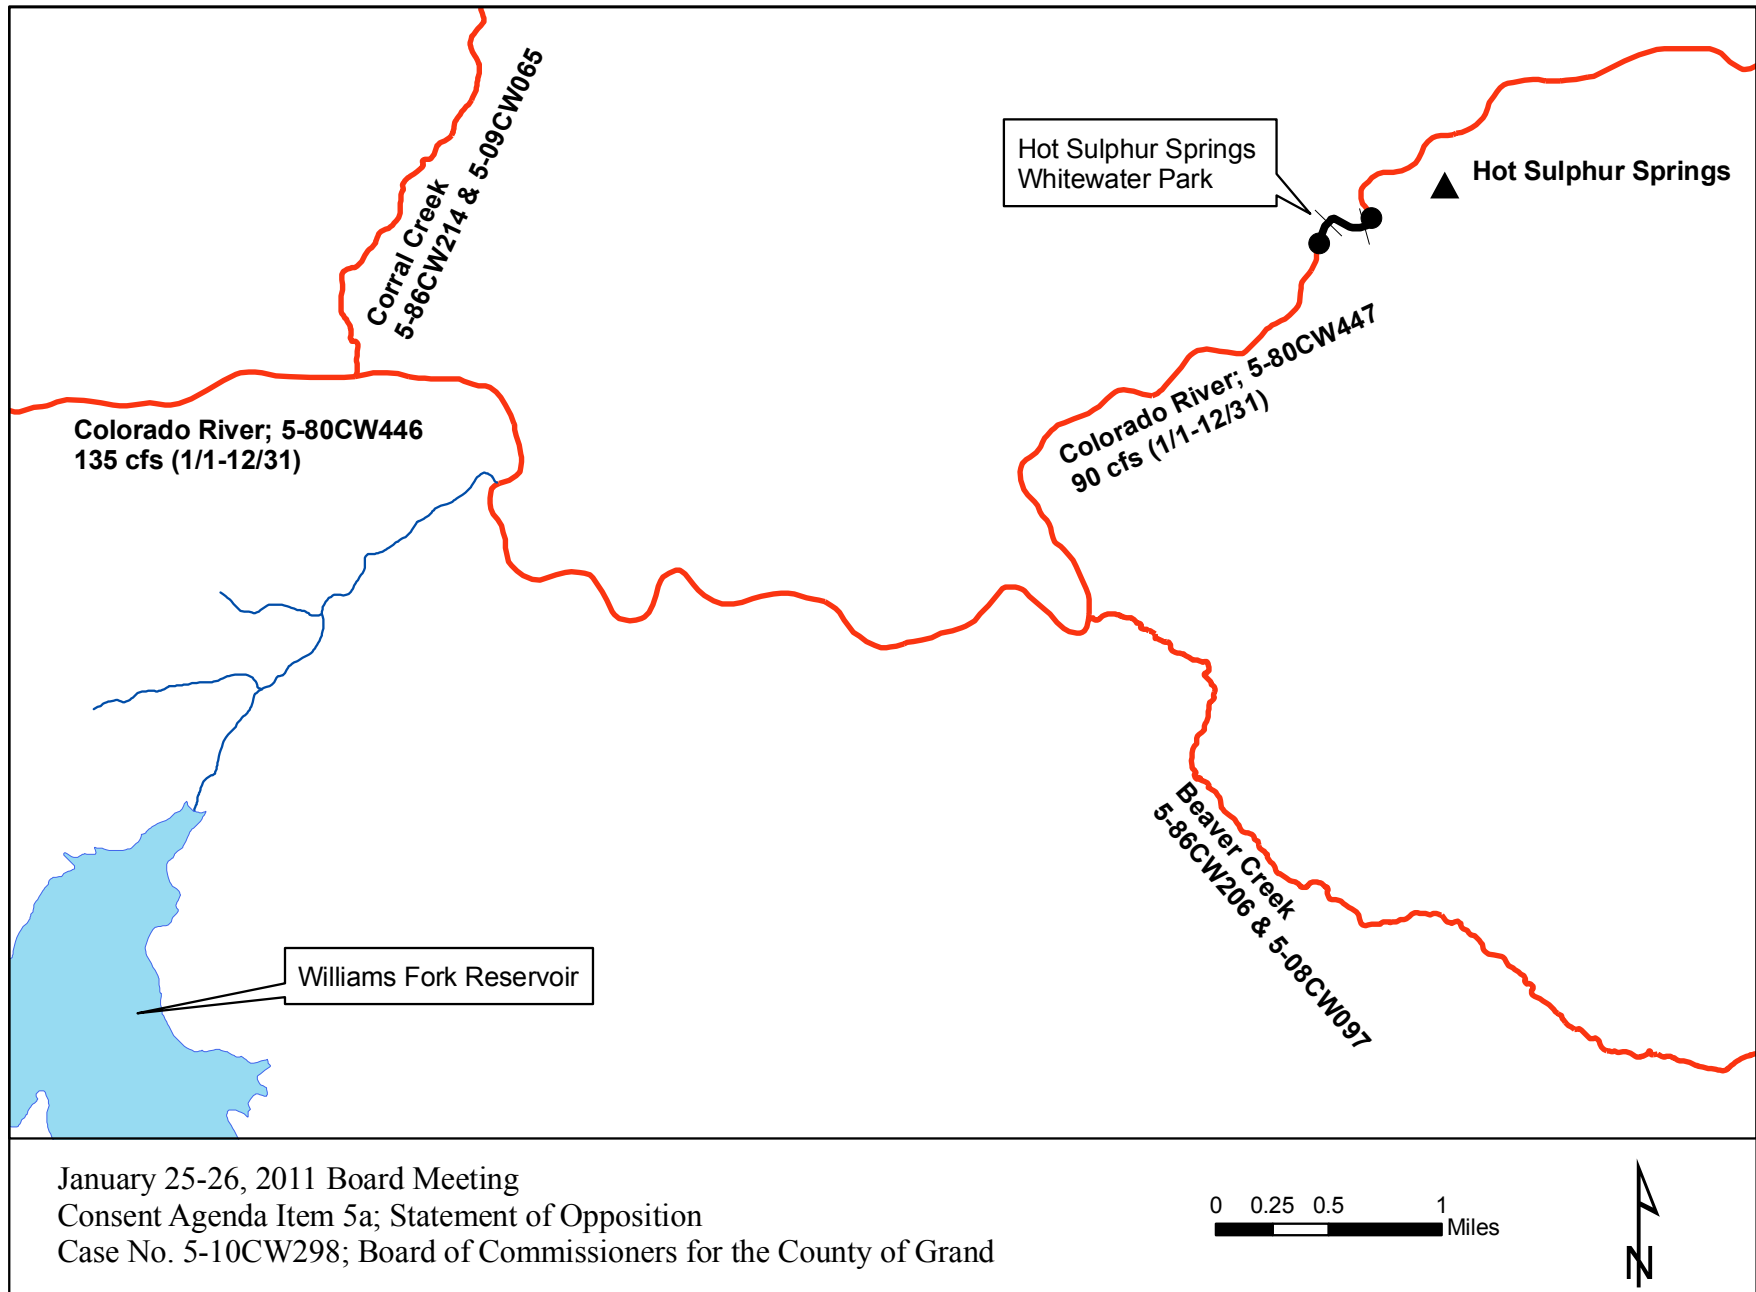 Corral Creek
5-86CW214 & 5-09CW065
Hot Sulphur Springs
Whitewater Park
Hot Sulphur Springs
Colorado River; 5-80CW447
90 cfs (1/1-12/31)
Colorado River; 5-80CW446
135 cfs (1/1-12/31)
Beaver Creek
5-86CW206 & 5-08CW097
Williams Fork Reservoir
January 25-26, 2011 Board Meeting
Consent Agenda Item 5a; Statement of Opposition
Case No. 5-10CW298; Board of Commissioners for the County of Grand
0 0.25 0.5 1
Miles
N